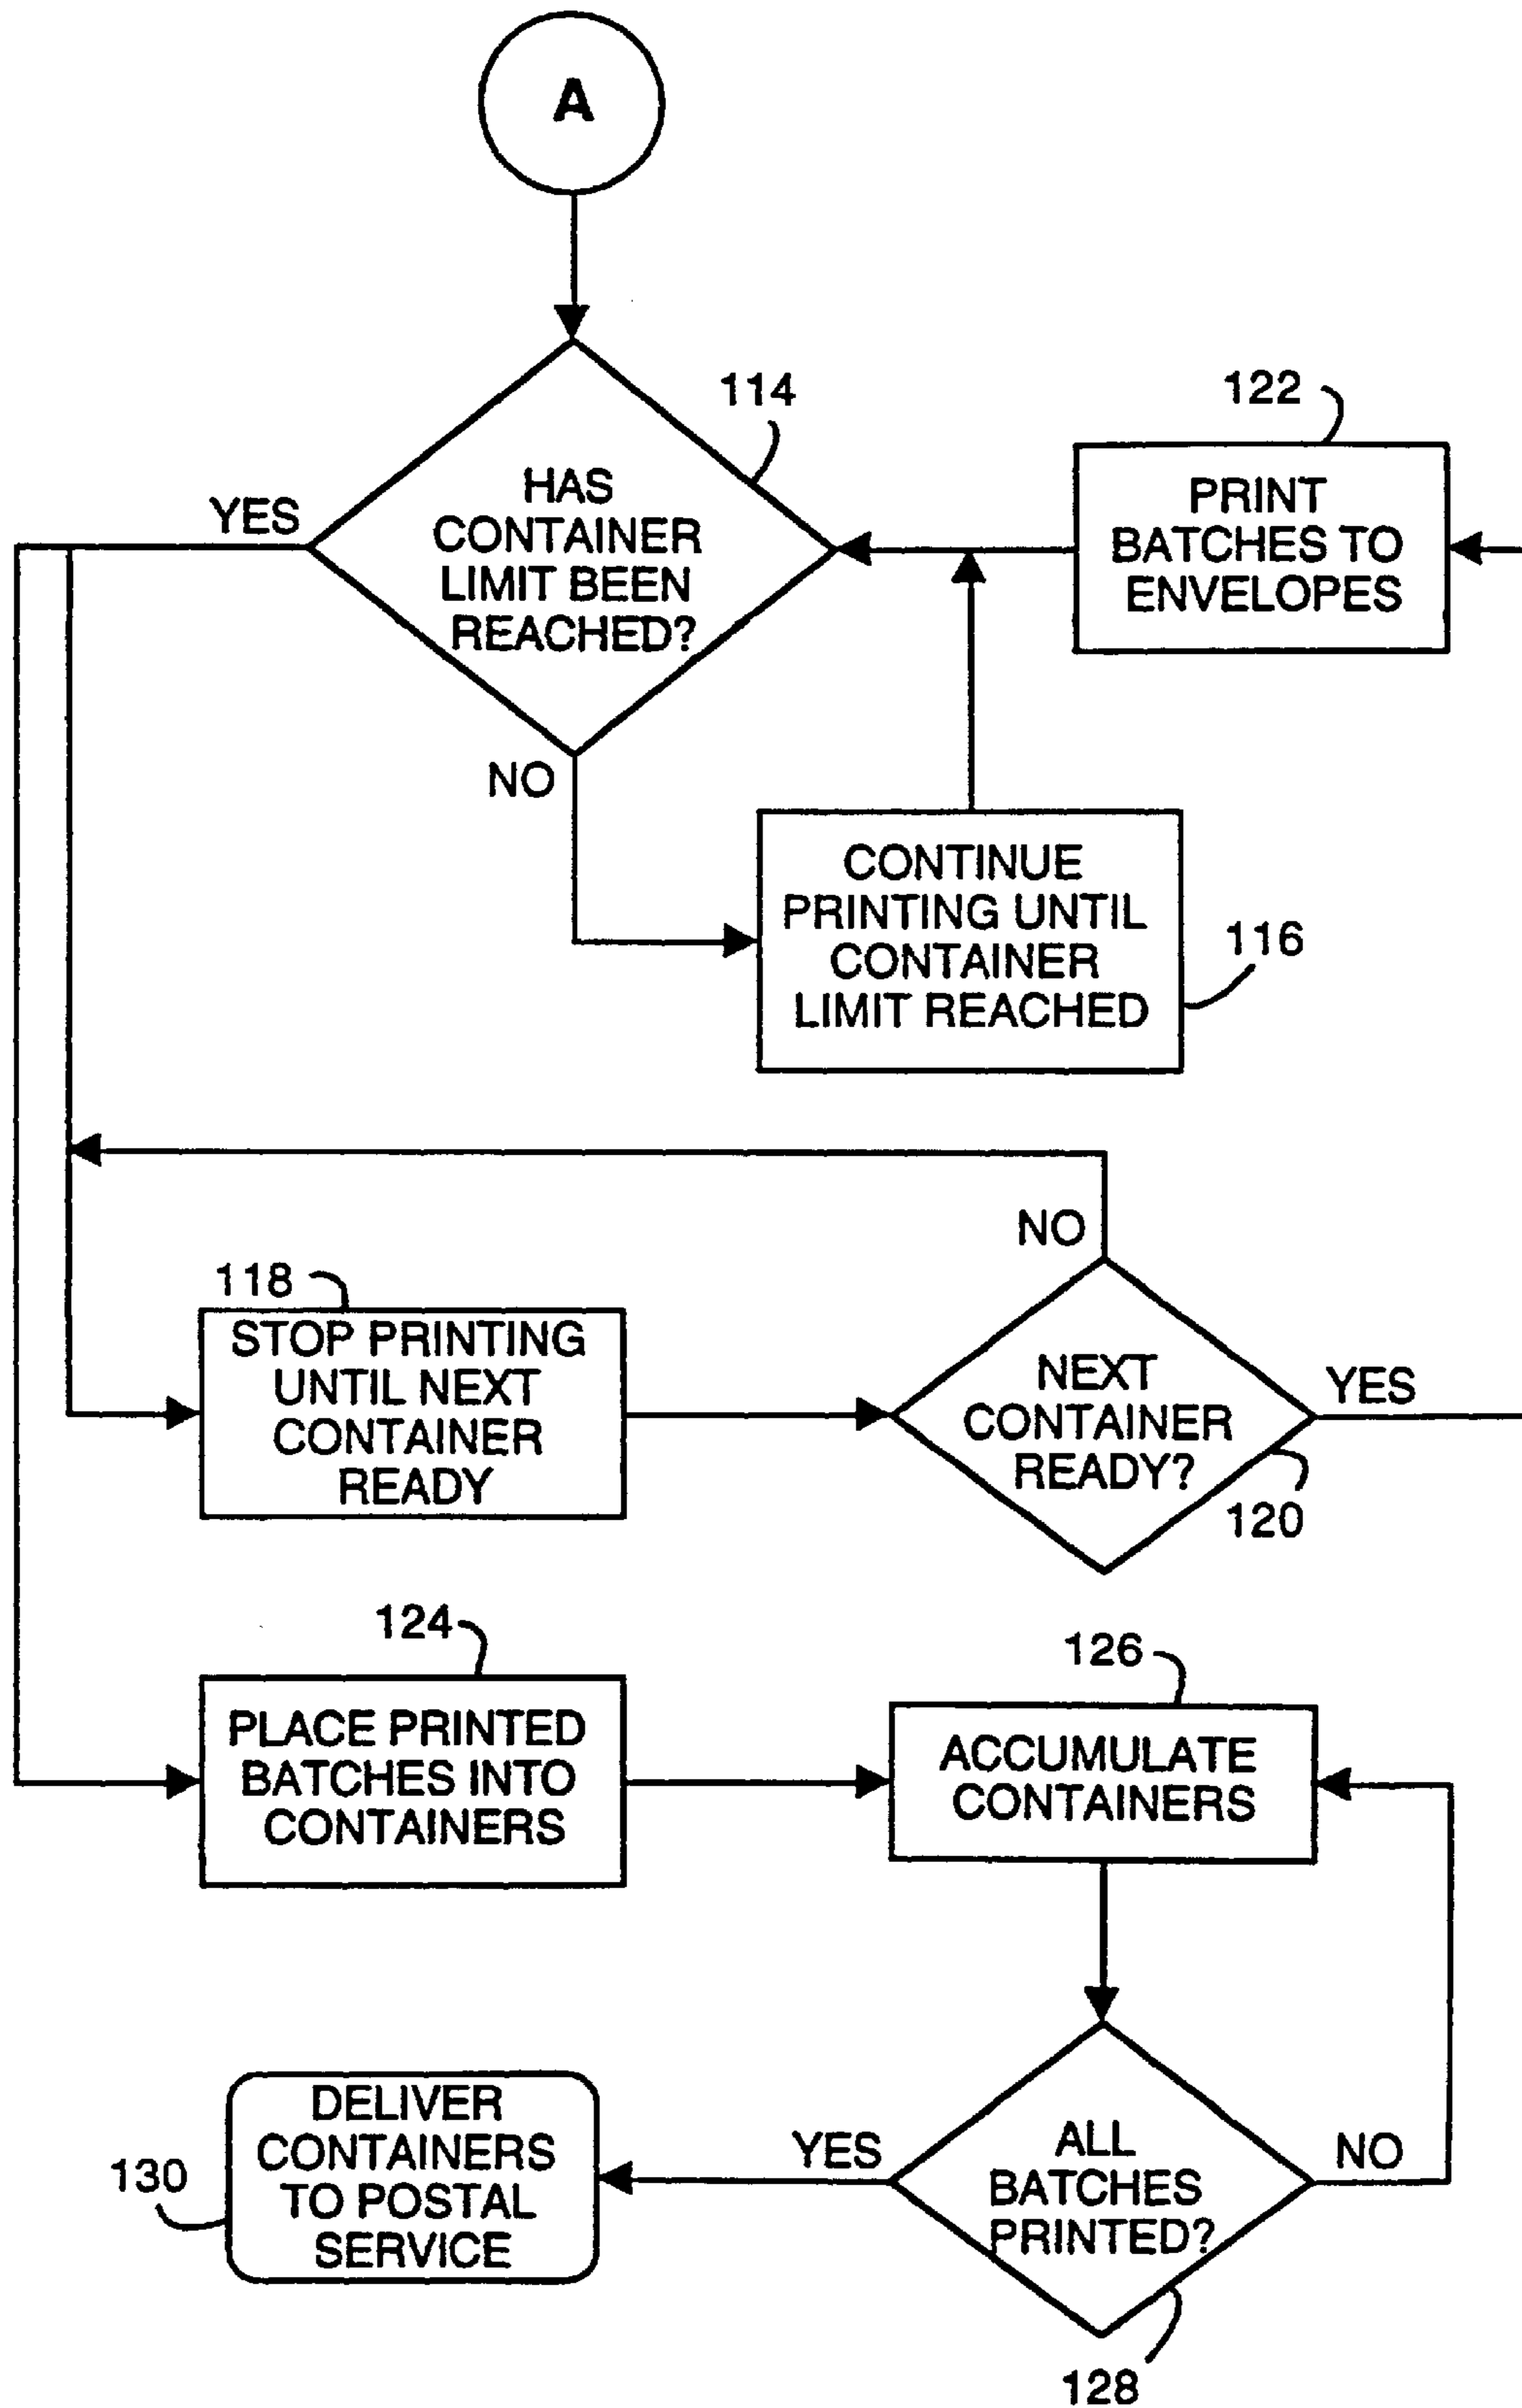 A
114
HAS
CONTAINER
LIMIT BEEN
REACHED?
YES
NO
122
PRINT
BATCHES TO
ENVELOPES
CONTINUE
PRINTING UNTIL
CONTAINER
LIMIT REACHED
116
118
STOP PRINTING
UNTIL NEXT
CONTAINER
READY
NO
NEXT
CONTAINER
READY?
YES
120
124
PLACE PRINTED
BATCHES INTO
CONTAINERS
126
ACCUMULATE
CONTAINERS
ALL
BATCHES
PRINTED?
NO
YES
128
DELIVER
CONTAINERS
TO POSTAL
SERVICE
130